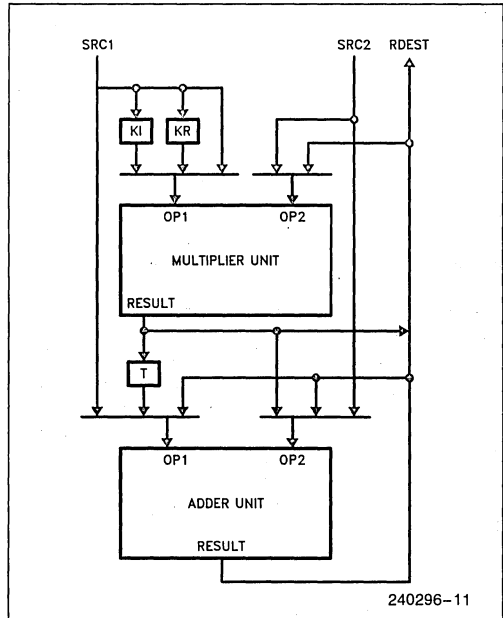 SRC1 SRC2 RDEST
KI KR
OP1 OP2
MULTIPLIER UNIT
RESULT
T
OP1 OP2
ADDER UNIT
RESULT
240296-11